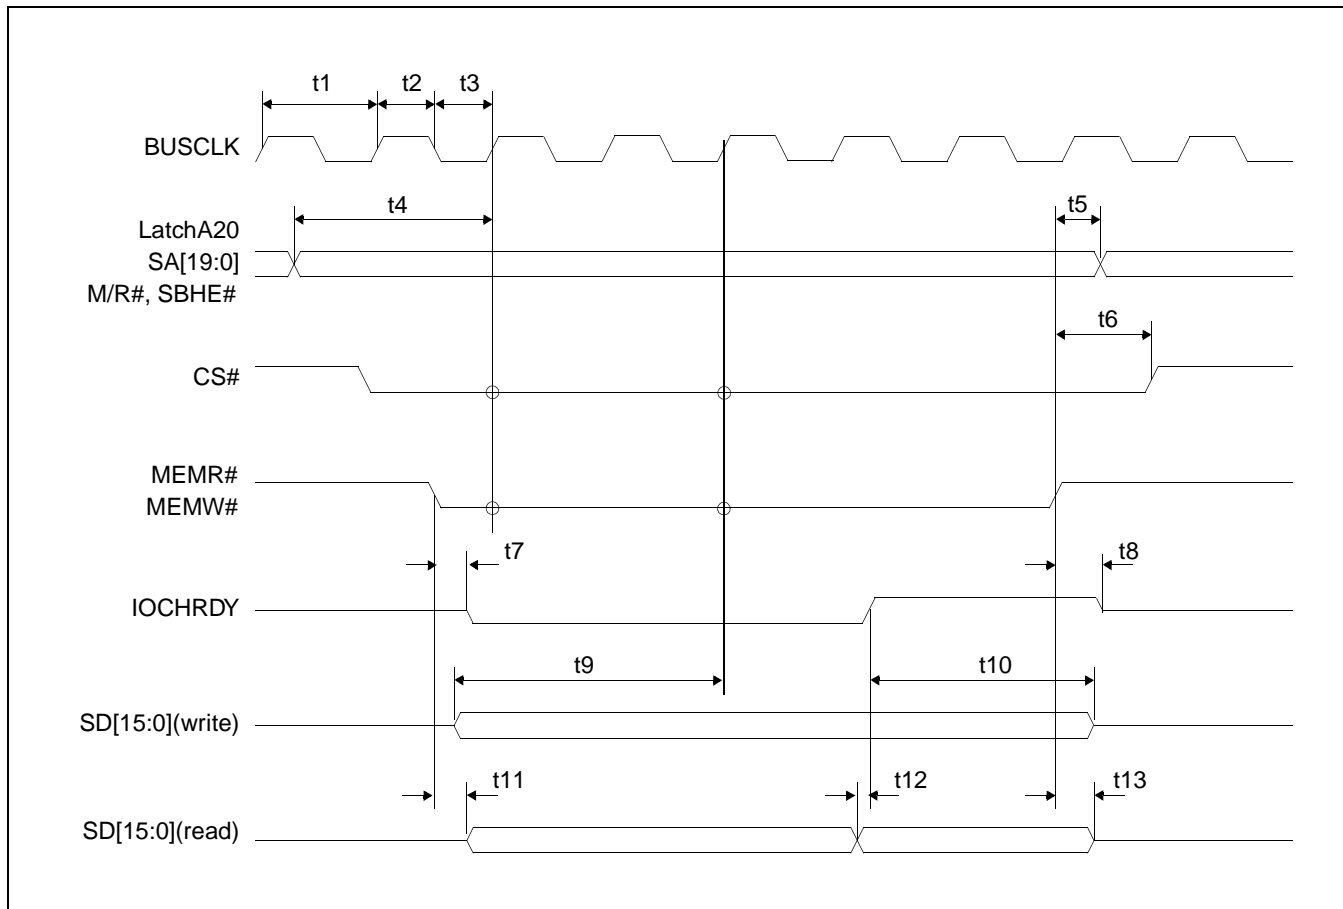 t1 t2 t3
BUSCLK
t4 t5
LatchA20
SA[19:0]
M/R#, SBHE#
t6
CS#
MEMR#
MEMW#
t7 t8
IOCHRDY
t9 t10
SD[15:0](write)
t11 t12 t13
SD[15:0](read)